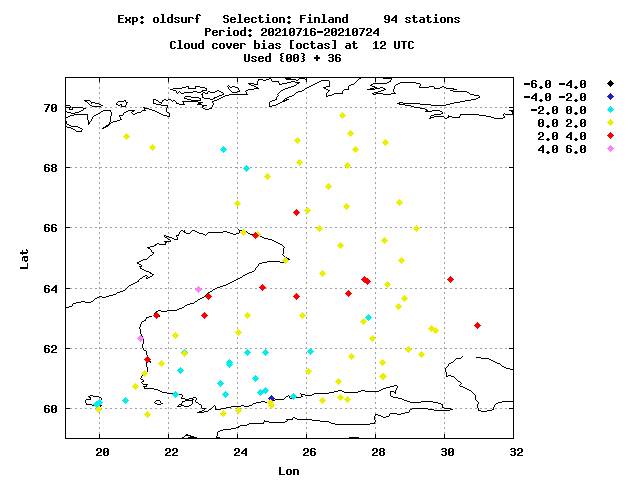 Exp: oldsurf   Selection: Finland     94 stations
Period: 20210716-20210724
Cloud cover bias [octas] at  12 UTC
Used {00} + 36
-6.0 -4.0
-4.0 -2.0
-2.0 0.0
0.0 2.0
2.0 4.0
4.0 6.0
70
68
66
64
62
60
Lat
20 22 24 26 28 30 32
Lon